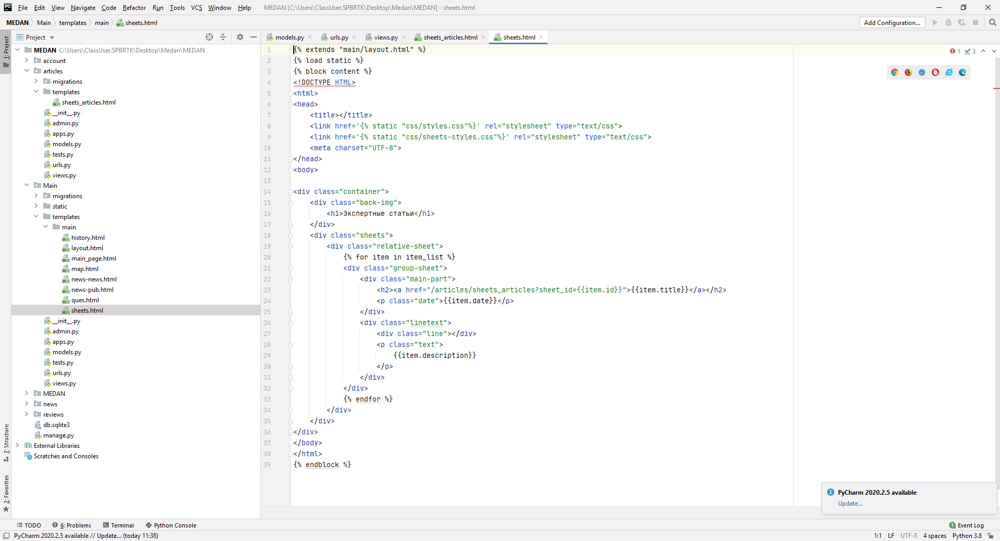 PC File Edit View Navigate Code Refactor Run Tools VCS Window Help MEDAN [C:\Users\ClassUser.SPBRTK\Desktop\Medan\MEDAN] - sheets.html
MEDAN Main templates main sheets.html Add Configuration...
Project
models.py urls.py views.py sheets_articles.html sheets.html
1: Project
7: Structure
2: Favorites
MEDAN C:\Users\ClassUser.SPBRTK\Desktop\Medan\MEDAN
account
articles
migrations
templates
sheets_articles.html
__init__.py
admin.py
apps.py
models.py
tests.py
urls.py
views.py
Main
migrations
static
templates
main
history.html
layout.html
main_page.html
map.html
news-news.html
news-pub.html
ques.html
sheets.html
__init__.py
admin.py
apps.py
models.py
tests.py
urls.py
views.py
MEDAN
news
reviews
db.sqlite3
manage.py
External Libraries
Scratches and Consoles
1 {% extends "main/layout.html" %}
2 {% load static %}
3 {% block content %}
4 <!DOCTYPE HTML>
5 <html>
6 <head>
7 <title></title>
8 <link href='{% static "css/styles.css"%}' rel="stylesheet" type="text/css">
9 <link href='{% static "css/sheets-styles.css"%}' rel="stylesheet" type="text/css">
10 <meta charset="UTF-8">
11 </head>
12 <body>
13
14 <div class="container">
15 <div class="back-img">
16 <h1>Экспертные статьи</h1>
17 </div>
18 <div class="sheets">
19 <div class="relative-sheet">
20 {% for item in item_list %}
21 <div class="group-sheet">
22 <div class="main-part">
23 <h2><a href="/articles/sheets_articles?sheet_id={{item.id}}">{{item.title}}</a></h2>
24 <p class="date">{{item.date}}</p>
25 </div>
26 <div class="linetext">
27 <div class="line"></div>
28 <p class="text">
29 {{item.description}}
30 </p>
31 </div>
32 </div>
33 {% endfor %}
34 </div>
35 </div>
36 </div>
37 </body>
38 </html>
39 {% endblock %}
1 3
PyCharm 2020.2.5 available
Update...
TODO 6: Problems Terminal Python Console 1 Event Log
PyCharm 2020.2.5 available // Update... (today 11:38) 1:1 LF UTF-8 4 spaces Python 3.8